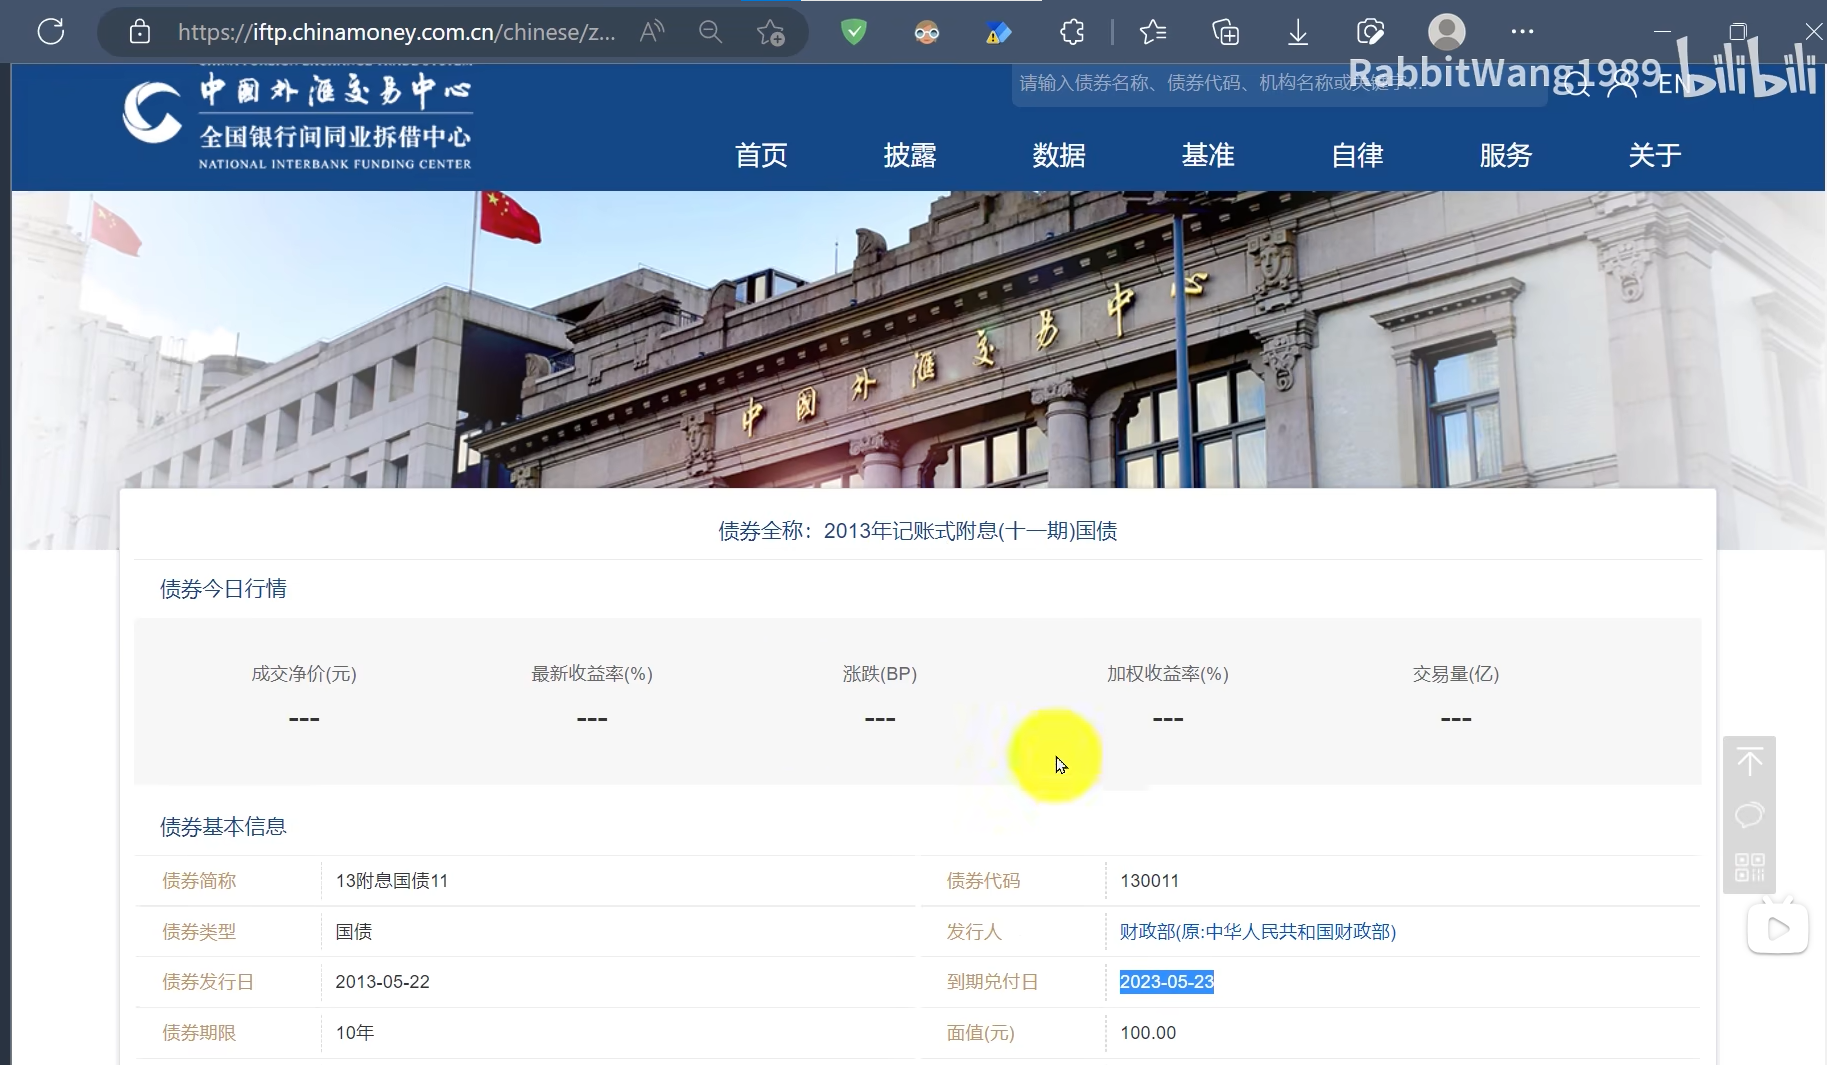 https://iftp.chinamoney.com.cn/chinese/z...
RabbitWang1989 bilibili
中國外滙交易中心
全国银行间同业拆借中心
NATIONAL INTERBANK FUNDING CENTER
请输入债券名称、债券代码、机构名称或关键字...
EN
首页 披露 数据 基准 自律 服务 关于
中國外滙交易中心
债券全称：2013年记账式附息(十一期)国债
债券今日行情
成交净价(元) 最新收益率(%) 涨跌(BP) 加权收益率(%) 交易量(亿)
--- --- --- --- ---
债券基本信息
债券简称 13附息国债11 债券代码 130011
债券类型 国债 发行人 财政部(原:中华人民共和国财政部)
债券发行日 2013-05-22 到期兑付日 2023-05-23
债券期限 10年 面值(元) 100.00